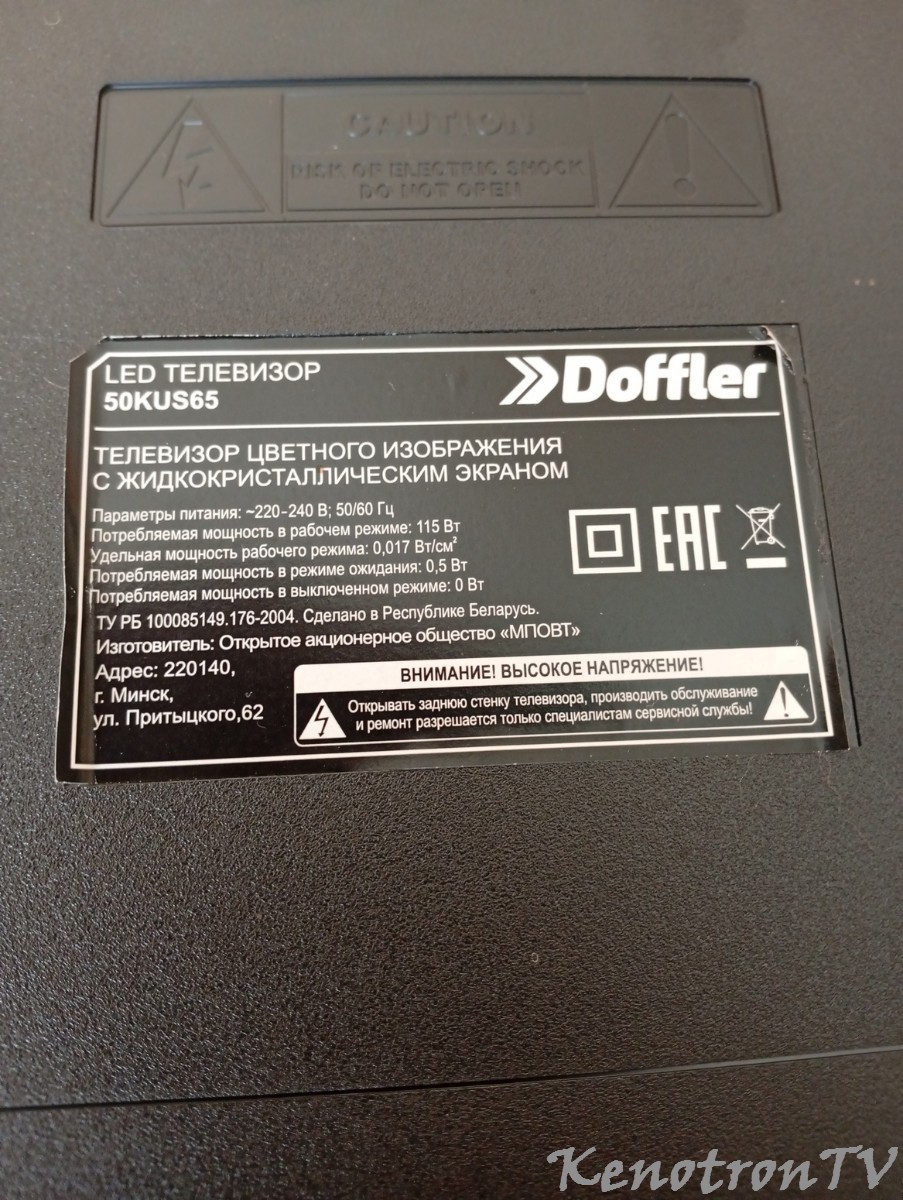 CAUTION
RISK OF ELECTRIC SHOCK
DO NOT OPEN
LED ТЕЛЕВИЗОР
50KUS65
Doffler
ТЕЛЕВИЗОР ЦВЕТНОГО ИЗОБРАЖЕНИЯ
С ЖИДКОКРИСТАЛЛИЧЕСКИМ ЭКРАНОМ
Параметры питания: ~220-240 В; 50/60 Гц
Потребляемая мощность в рабочем режиме: 115 Вт
Удельная мощность рабочего режима: 0,017 Вт/см²
Потребляемая мощность в режиме ожидания: 0,5 Вт
Потребляемая мощность в выключенном режиме: 0 Вт
EAC
ТУ РБ 100085149.176-2004. Сделано в Республике Беларусь.
Изготовитель: Открытое акционерное общество «МПОВТ»
Адрес: 220140,
г. Минск,
ул. Притыцкого,62
ВНИМАНИЕ! ВЫСОКОЕ НАПРЯЖЕНИЕ!
Открывать заднюю стенку телевизора, производить обслуживание
и ремонт разрешается только специалистам сервисной службы!
KenotronTV